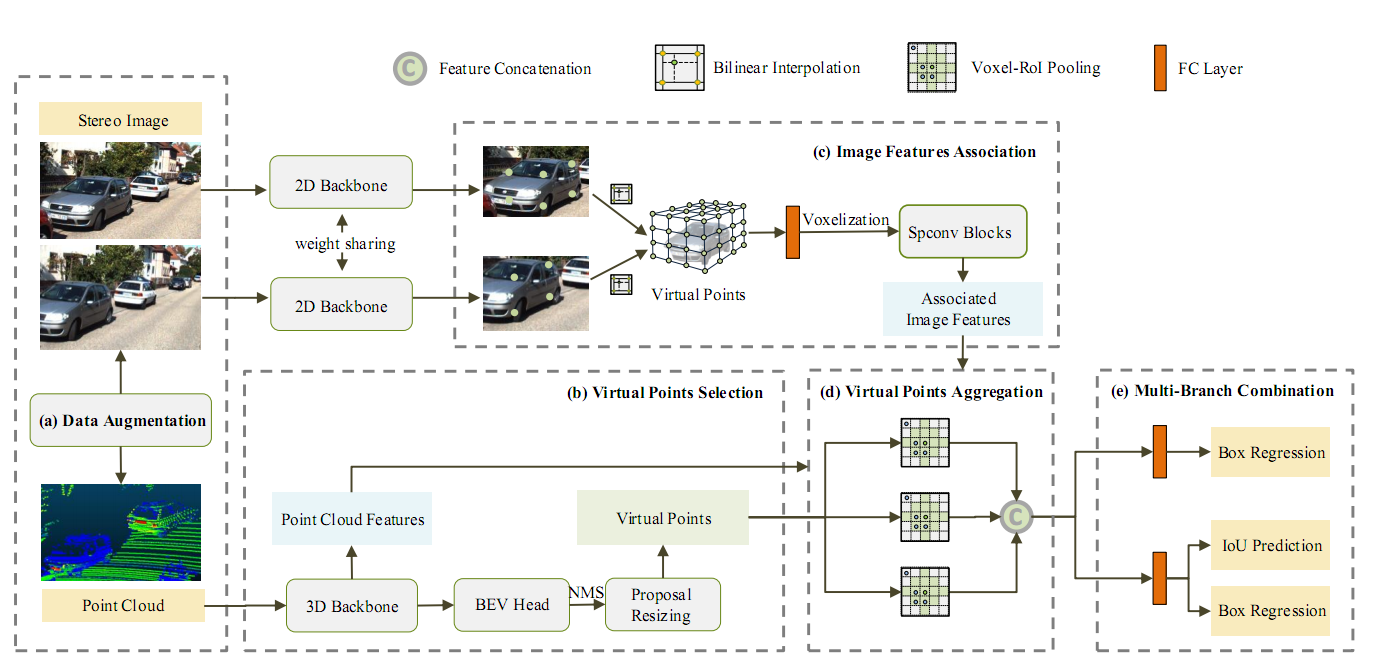 C
Feature Concatenation
Bilinear Interpolation
Voxel-RoI Pooling
FC Layer
Stereo Image
2D Backbone
weight sharing
2D Backbone
(a) Data Augmentation
Point Cloud
(c) Image Features Association
Virtual Points
Voxelization
Spconv Blocks
Associated
Image Features
(b) Virtual Points Selection
Point Cloud Features
Virtual Points
3D Backbone
BEV Head
NMS
Proposal
Resizing
(d) Virtual Points Aggregation
C
(e) Multi-Branch Combination
Box Regression
IoU Prediction
Box Regression